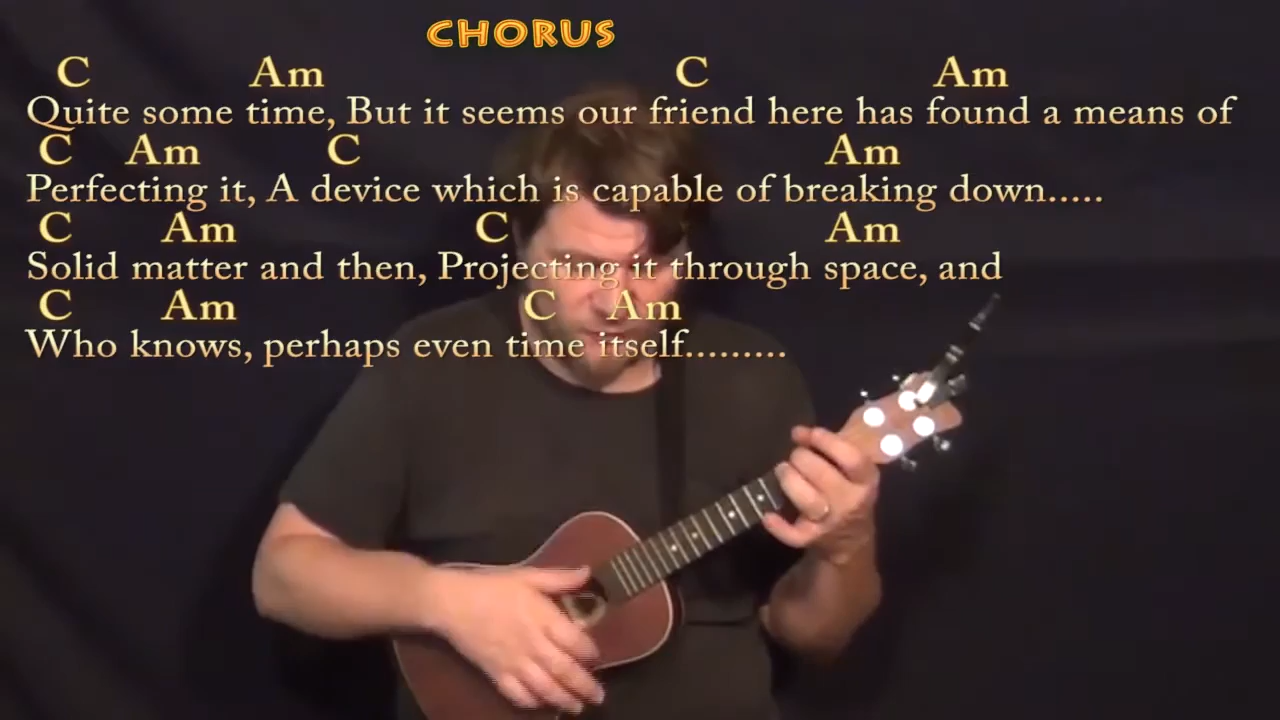 CHORUS
C Am C Am
Quite some time, But it seems our friend here has found a means of
C Am C Am
Perfecting it, A device which is capable of breaking down.....
C Am C Am
Solid matter and then, Projecting it through space, and
C Am C Am
Who knows, perhaps even time itself.........